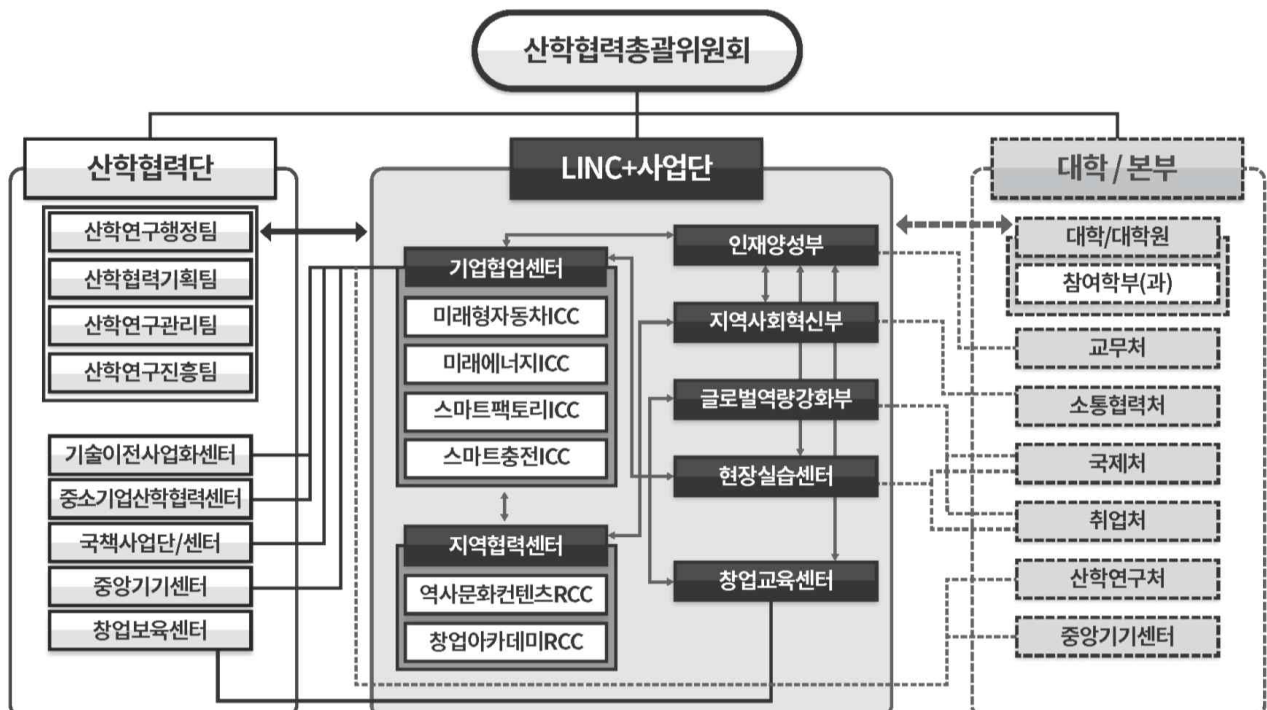 산학협력총괄위원회
산학협력단
산학연구행정팀
산학협력기획팀
산학연구관리팀
산학연구진흥팀
기술이전사업화센터
중소기업산학협력센터
국책사업단/센터
중앙기기센터
창업보육센터
LINC+사업단
기업협업센터
미래형자동차ICC
미래에너지ICC
스마트팩토리ICC
스마트충전ICC
지역협력센터
역사문화컨텐츠RCC
창업아카데미RCC
인재양성부
지역사회혁신부
글로벌역량강화부
현장실습센터
창업교육센터
대학 / 본부
대학/대학원
참여학부(과)
교무처
소통협력처
국제처
취업처
산학연구처
중앙기기센터